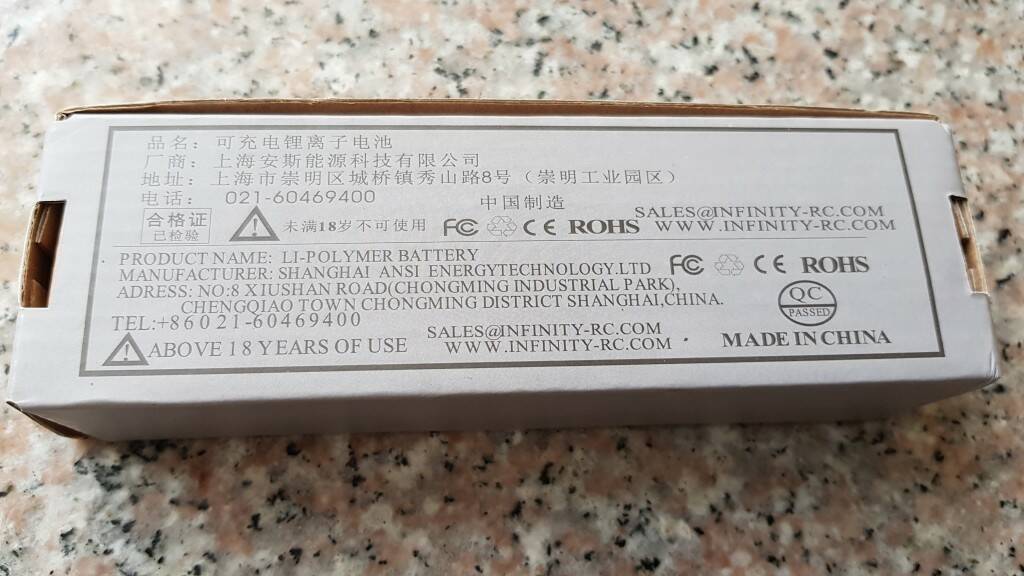 品名：可充电锂离子电池
厂商：上海安斯能源科技有限公司
地址：上海市崇明区城桥镇秀山路8号（崇明工业园区）
电话： 021-60469400
中国制造
合格证
已检验
未满18岁不可使用
FC CE ROHS
SALES@INFINITY-RC.COM
WWW.INFINITY-RC.COM
PRODUCT NAME: LI-POLYMER BATTERY
MANUFACTURER: SHANGHAI ANSI ENERGYTECHNOLOGY.LTD
FC CE ROHS
ADRESS: NO:8 XIUSHAN ROAD(CHONGMING INDUSTRIAL PARK),
CHENGQIAO TOWN CHONGMING DISTRICT SHANGHAI,CHINA.
QC
PASSED
TEL:+86021-60469400
SALES@INFINITY-RC.COM
WWW.INFINITY-RC.COM
ABOVE 18 YEARS OF USE
MADE IN CHINA